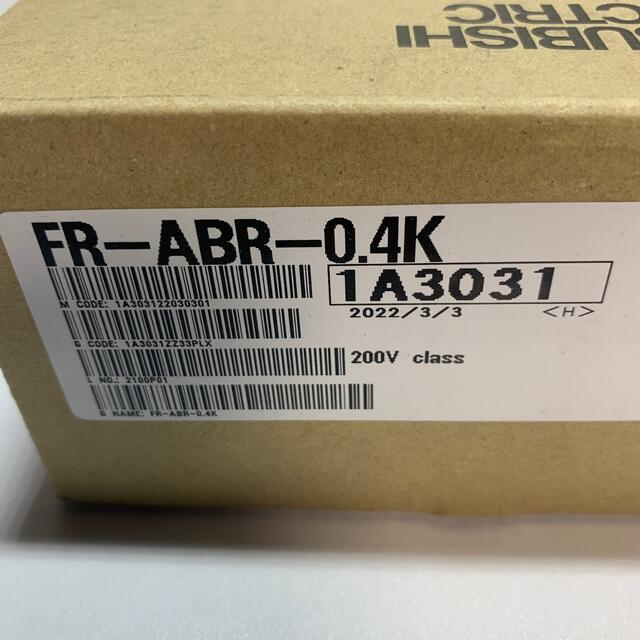 UBISHI
CTRIC
FR-ABR-0.4K
1A3031
M CODE: 1A303122030301
2022/3/3 <H>
G CODE: 1A3031ZZ33PLX
200V class
L NO.: 2100P01
G NAME: FR-ABR-0.4K